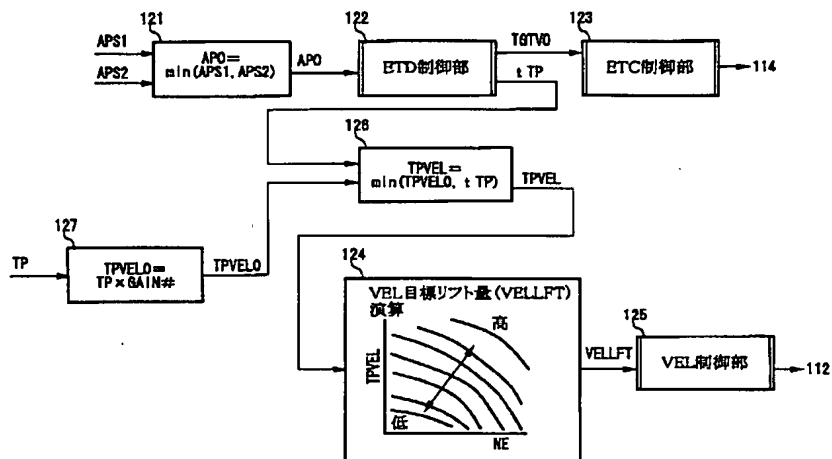 121
APS1
APS2
APO=
min(APS1, APS2)
APO
122
ETD制御部
TGTVO
t TP
123
ETC制御部
114
126
TPVEL=
min(TPVEL0, t TP)
TPVEL
127
TP
TPVEL0=
TP×GAIN#
TPVEL0
124
VEL目標リフト量(VELLFT)
演算
高
TPVEL
低
NE
VELLFT
125
VEL制御部
112